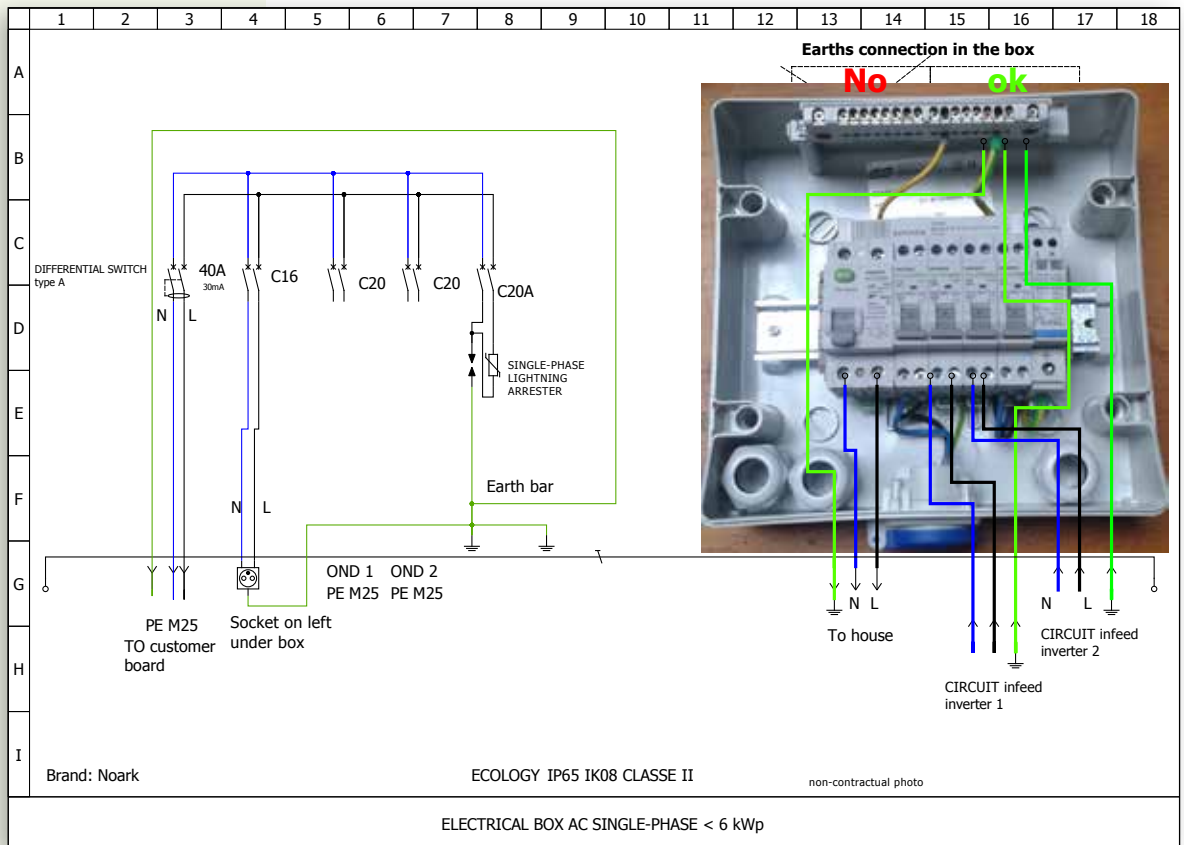 1 2 3 4 5 6 7 8 9 10 11 12 13 14 15 16 17 18
A
B
C
D
E
F
G
H
I
Earths connection in the box
No
ok
DIFFERENTIAL SWITCH
type A
40A
30mA
N L
C16
C20
C20
C20A
SINGLE-PHASE
LIGHTNING
ARRESTER
N L
Earth bar
OND 1 OND 2
PE M25 PE M25
PE M25
TO customer
board
Socket on left
under box
N L
To house
N L
CIRCUIT infeed
inverter 2
CIRCUIT infeed
inverter 1
Brand: Noark
ECOLOGY IP65 IK08 CLASSE II
non-contractual photo
ELECTRICAL BOX AC SINGLE-PHASE < 6 kWp